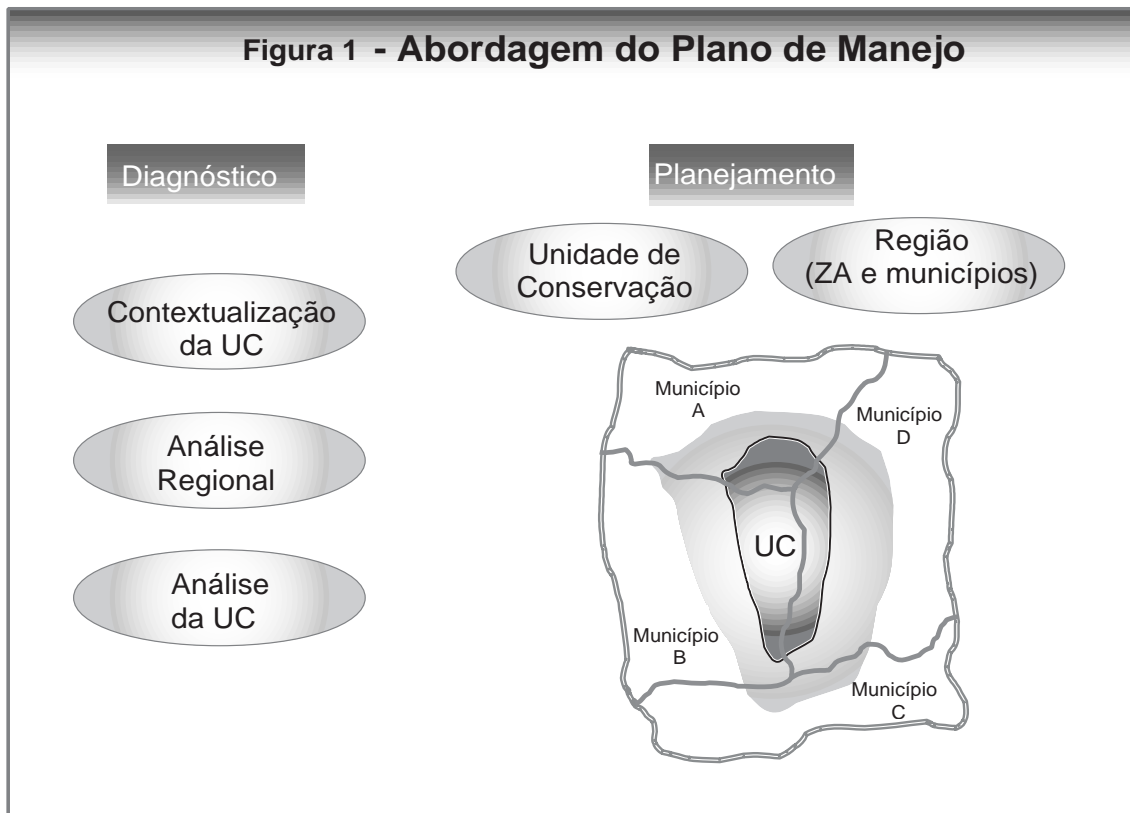 Figura 1 - Abordagem do Plano de Manejo
Diagnóstico
Contextualização
da UC
Análise
Regional
Análise
da UC
Planejamento
Unidade de
Conservação
Região
(ZA e municípios)
Município
A
Município
D
UC
Município
B
Município
C